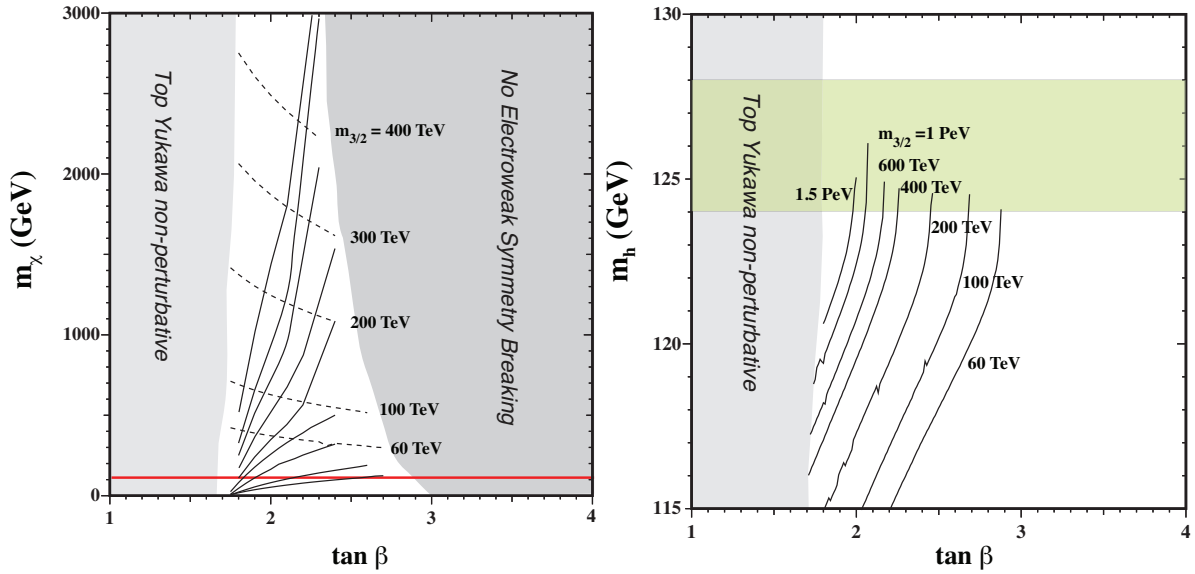 3000
2000
1000
0
m_χ (GeV)
Top Yukawa non-perturbative
No Electroweak Symmetry Breaking
m_3/2 = 400 TeV
300 TeV
200 TeV
100 TeV
60 TeV
1
2
3
4
tan β
130
125
120
115
m_h (GeV)
Top Yukawa non-perturbative
m_3/2 =1 PeV
600 TeV
1.5 PeV
400 TeV
200 TeV
100 TeV
60 TeV
1
2
3
4
tan β